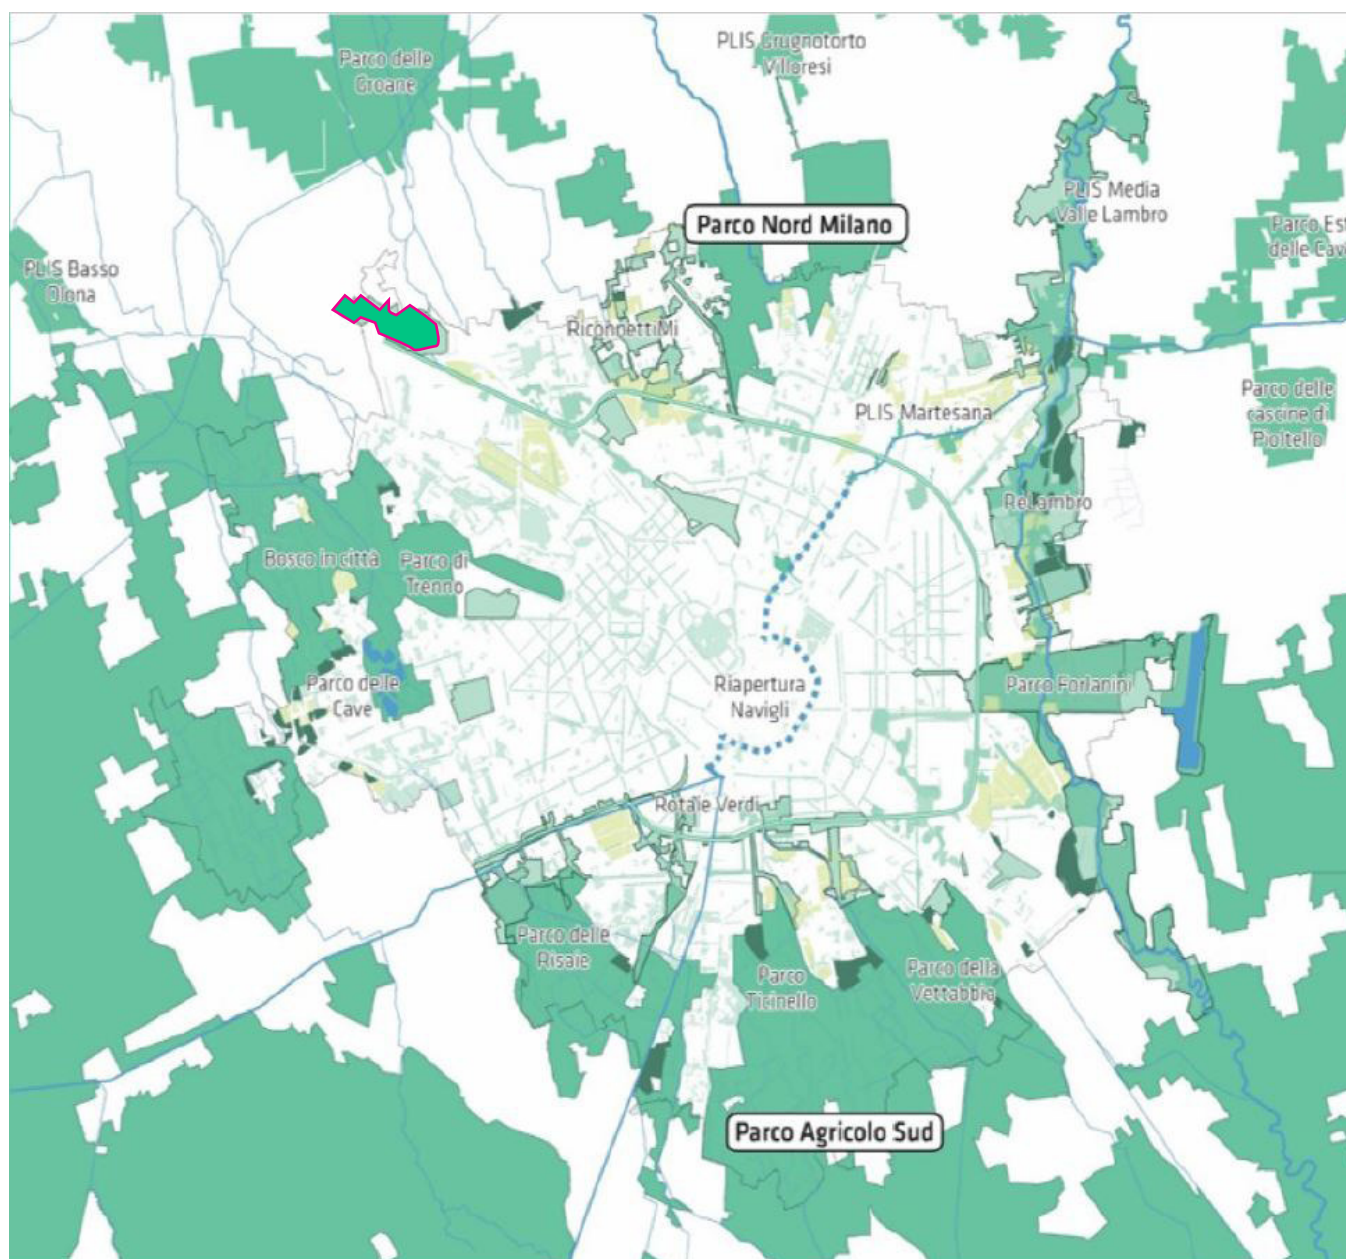 PLIS Grugnotorto
Villoresi
Parco delle
Groane
PLIS Media
Valle Lambro
Parco Nord Milano
Parco Est
delle Cave
PLIS Basso
Olona
RiconnettiMi
Parco delle
cascine di
Pioltello
PLIS Martesana
ReLambro
Bosco in città
Parco di
Trenno
Parco delle
Cave
Riapertura
Navigli
Parco Forlanini
Rotaie Verdi
Parco delle
Risaie
Parco
Ticinello
Parco della
Vettabbia
Parco Agricolo Sud